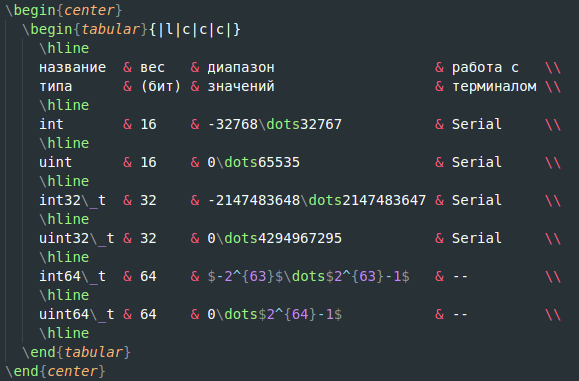 \begin{center}
  \begin{tabular}{|l|c|c|c|}
    \hline
    название  & вес   & диапазон                   & работа с   \\
    типа      & (бит) & значений                   & терминалом \\
    \hline
    int       & 16    & -32768\dots32767           & Serial     \\
    \hline
    uint      & 16    & 0\dots65535                & Serial     \\
    \hline
    int32\_t  & 32    & -2147483648\dots2147483647 & Serial     \\
    \hline
    uint32\_t & 32    & 0\dots4294967295           & Serial     \\
    \hline
    int64\_t  & 64    & $-2^{63}$\dots$2^{63}-1$   & --         \\
    \hline
    uint64\_t & 64    & 0\dots$2^{64}-1$           & --         \\
    \hline
  \end{tabular}
\end{center}